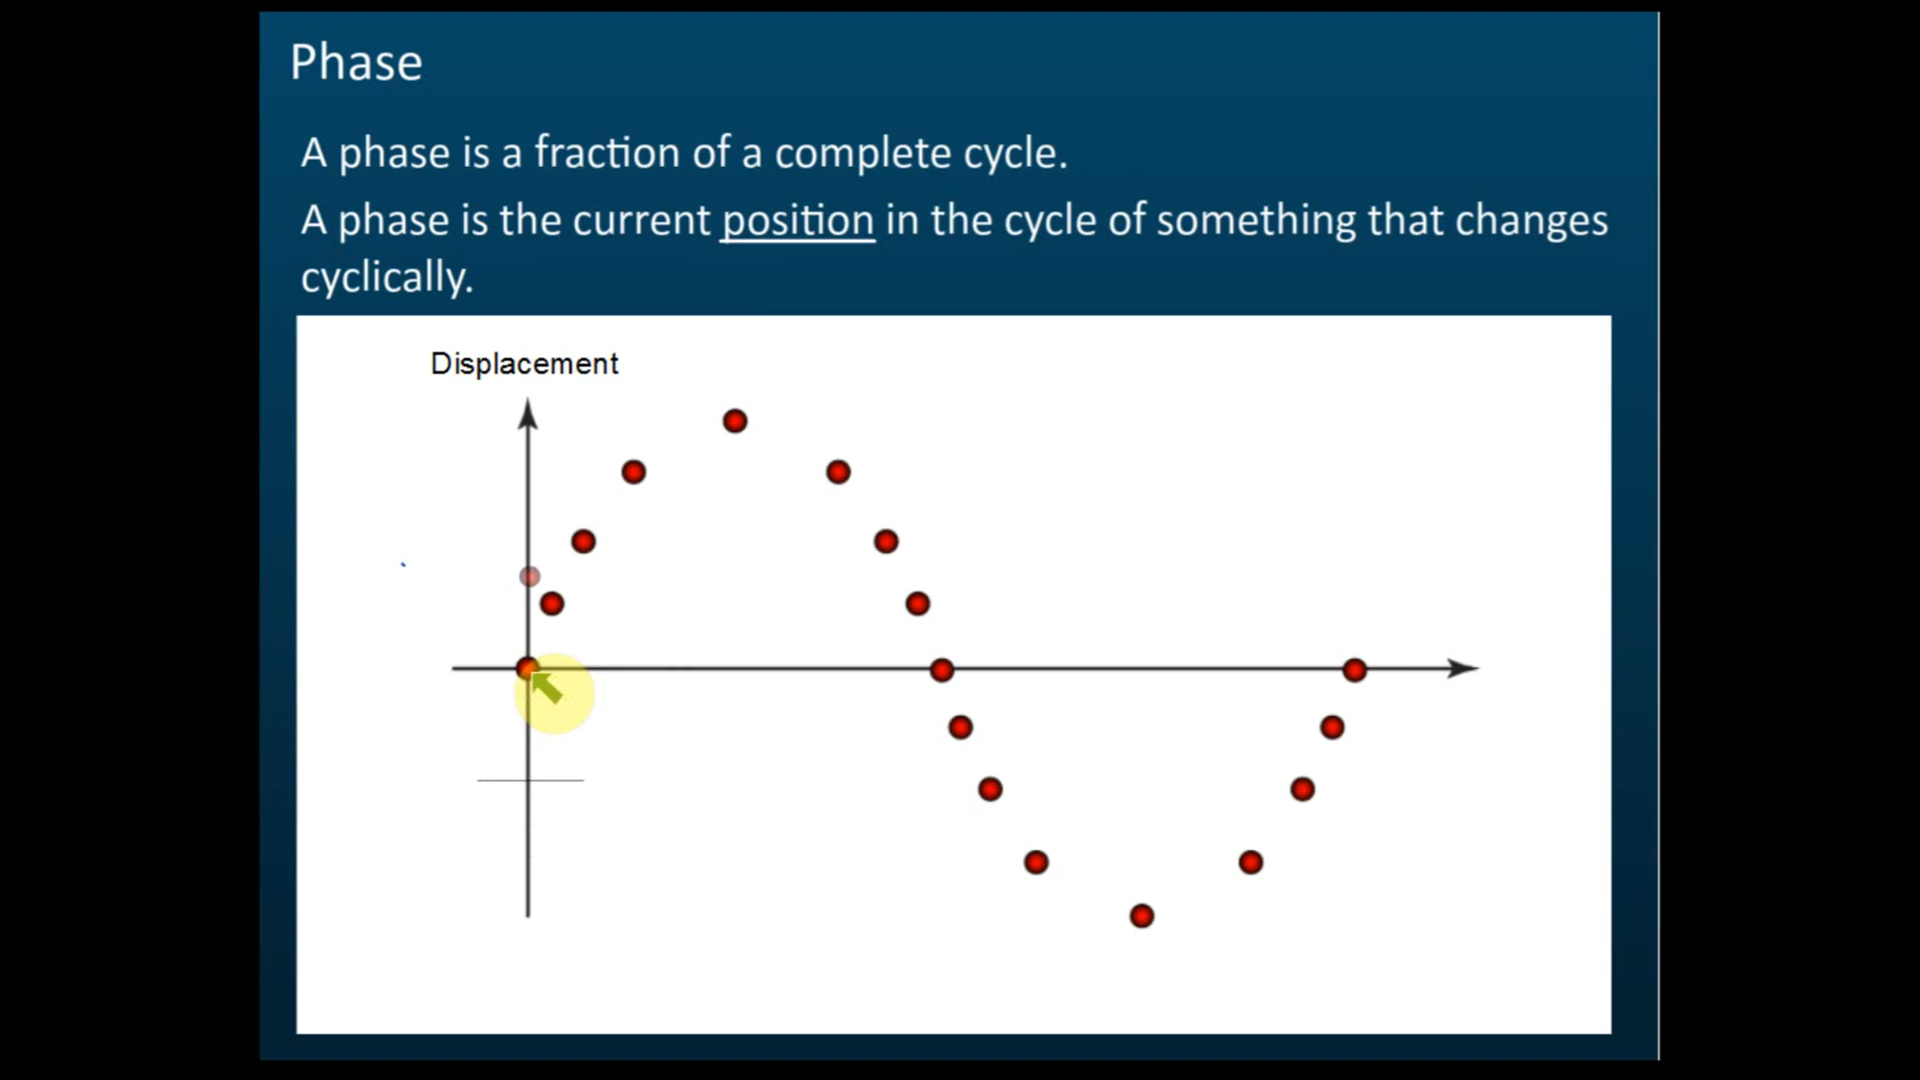 Phase
A phase is a fraction of a complete cycle.
A phase is the current position in the cycle of something that changes
cyclically.
Displacement